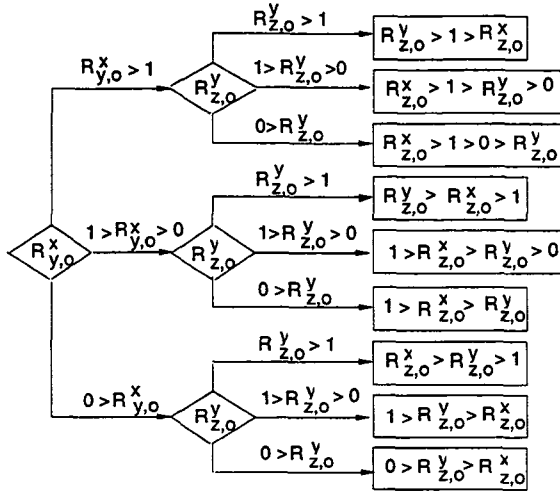 R^y_{z,o} > 1
R^y_{z,o} > 1 > R^x_{z,o}
R^x_{y,o} > 1
R^y_{z,o}
1 > R^y_{z,o} > 0
R^x_{z,o} > 1 > R^y_{z,o} > 0
0 > R^y_{z,o}
R^x_{z,o} > 1 > 0 > R^y_{z,o}
R^y_{z,o} > 1
R^y_{z,o} > R^x_{z,o} > 1
R^x_{y,o}
1 > R^x_{y,o} > 0
R^y_{z,o}
1 > R^y_{z,o} > 0
1 > R^x_{z,o} > R^y_{z,o} > 0
0 > R^y_{z,o}
1 > R^x_{z,o} > R^y_{z,o}
R^y_{z,o} > 1
R^x_{z,o} > R^y_{z,o} > 1
0 > R^x_{y,o}
R^y_{z,o}
1 > R^y_{z,o} > 0
1 > R^y_{z,o} > R^x_{z,o}
0 > R^y_{z,o}
0 > R^y_{z,o} > R^x_{z,o}